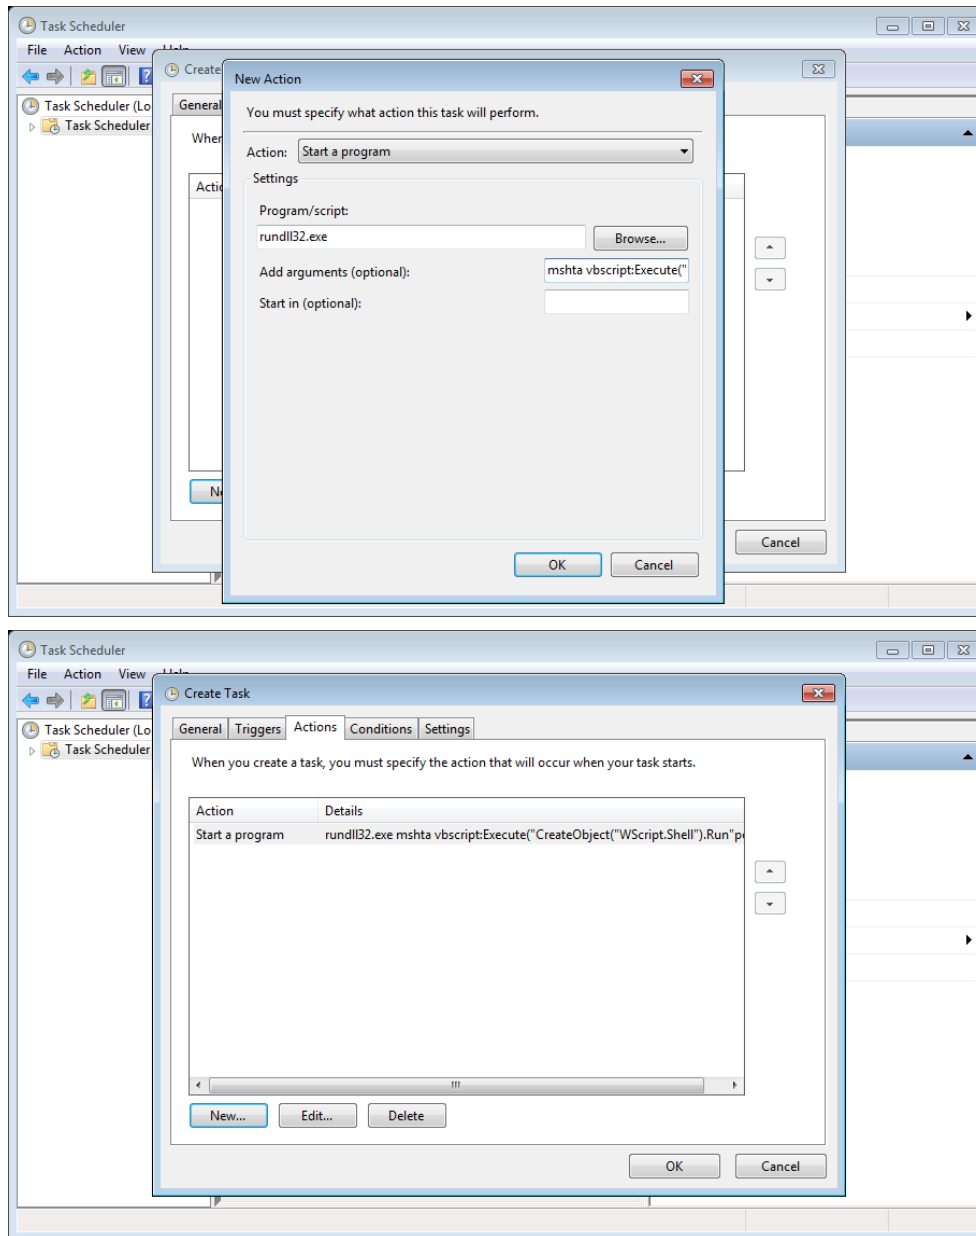 Task Scheduler
File Action View Help
Create
New Action
Task Scheduler (Lo
Task Scheduler
General
You must specify what action this task will perform.
Wher
Action: Start a program
Settings
Actio
Program/script:
rundll32.exe
Browse...
Add arguments (optional):
mshta vbscript:Execute("
Start in (optional):
Ne
Cancel
OK
Cancel
Task Scheduler
File Action View Help
Create Task
Task Scheduler (Lo
Task Scheduler
General Triggers Actions Conditions Settings
When you create a task, you must specify the action that will occur when your task starts.
Action Details
Start a program rundll32.exe mshta vbscript:Execute("CreateObject("WScript.Shell").Run"po
New... Edit... Delete
OK Cancel